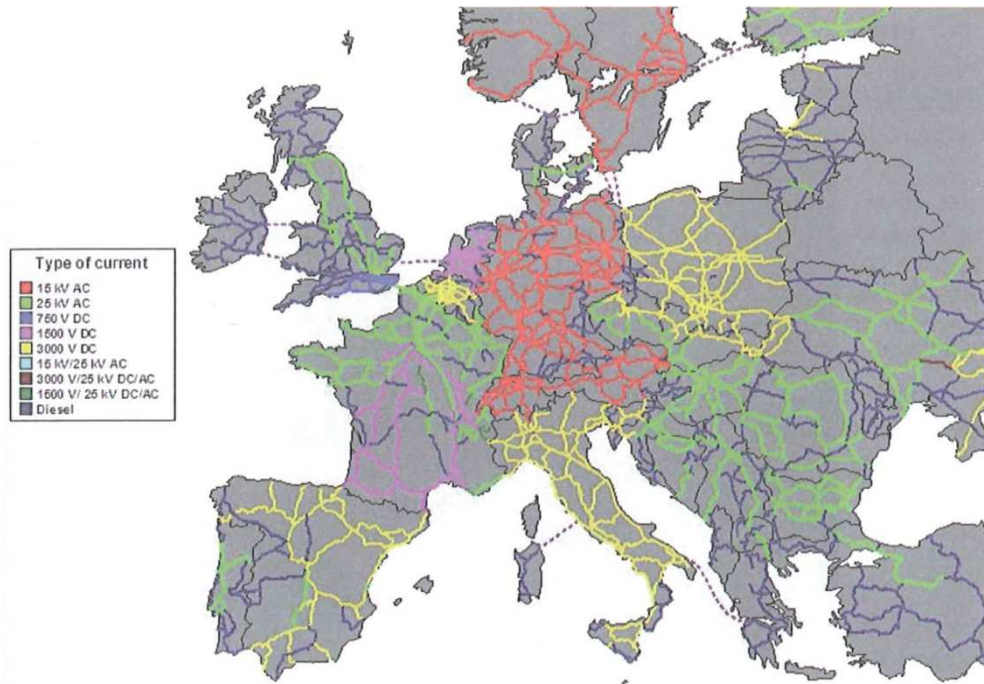 Type of current
15 kV AC
25 kV AC
750 V DC
1500 V DC
3000 V DC
15 kV/25 kV AC
3000 V/25 kV DC/AC
1500 V/ 25 kV DC/AC
Diesel